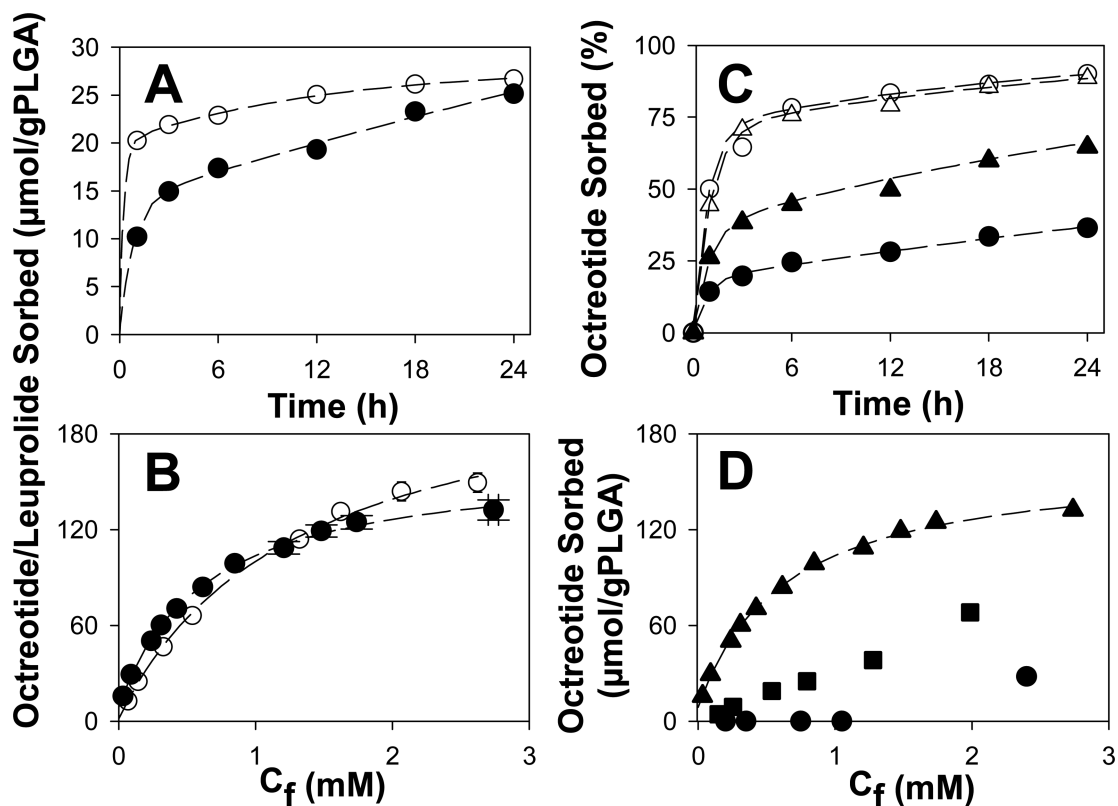 Octreotide/Leuprolide Sorbed (µmol/gPLGA)
A
30
25
20
15
10
5
0
0 6 12 18 24
Time (h)
B
180
120
60
0
0 1 2 3
Cf (mM)
Octreotide Sorbed (%)
C
100
75
50
25
0
0 6 12 18 24
Time (h)
Octreotide Sorbed
(µmol/gPLGA)
D
180
120
60
0
0 1 2 3
Cf (mM)